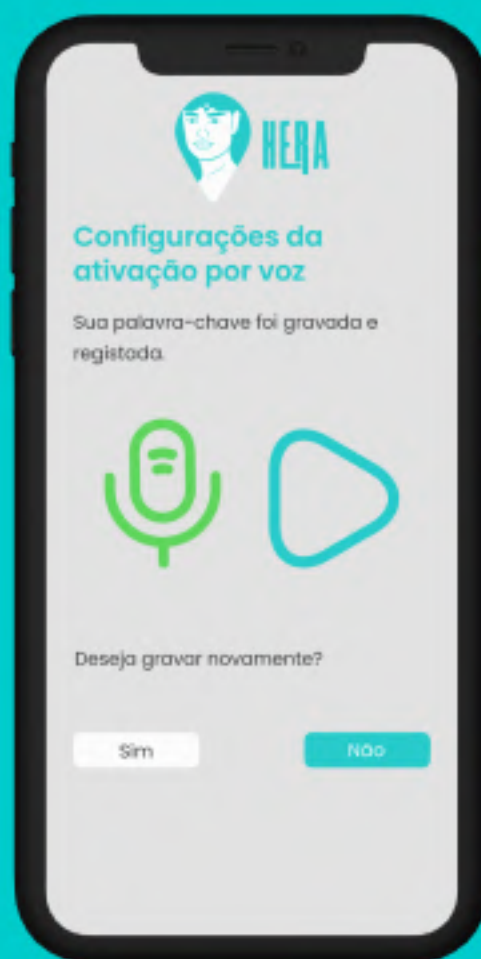 HERA
Configurações da
ativação por voz
Sua palavra-chave foi gravada e
registada.
Deseja gravar novamente?
Sim
Não